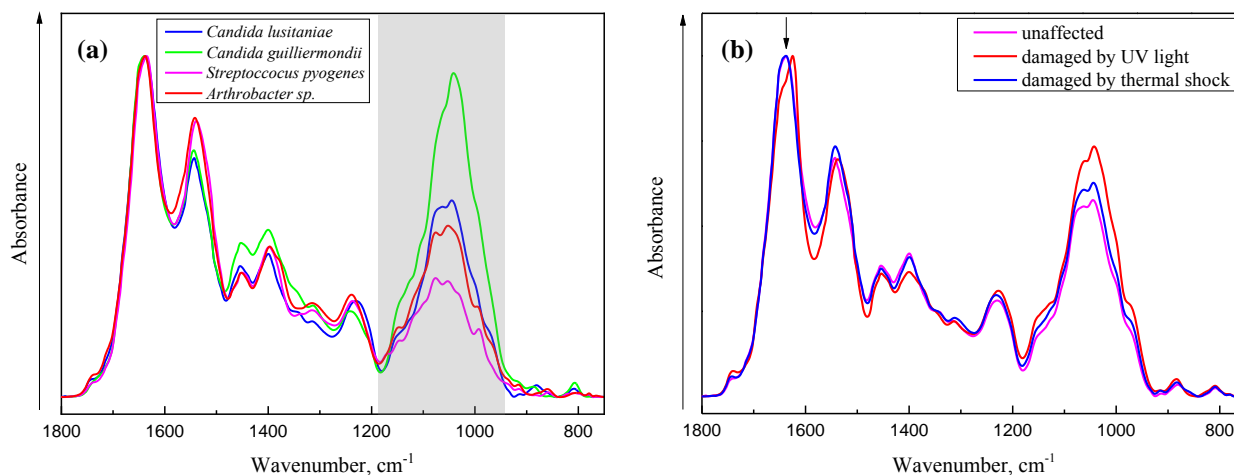 (a)
Candida lusitaniae
Candida guilliermondii
Streptoccocus pyogenes
Arthrobacter sp.
Absorbance
1800 1600 1400 1200 1000 800
Wavenumber, cm-1
(b)
unaffected
damaged by UV light
damaged by thermal shock
Absorbance
1800 1600 1400 1200 1000 800
Wavenumber, cm-1